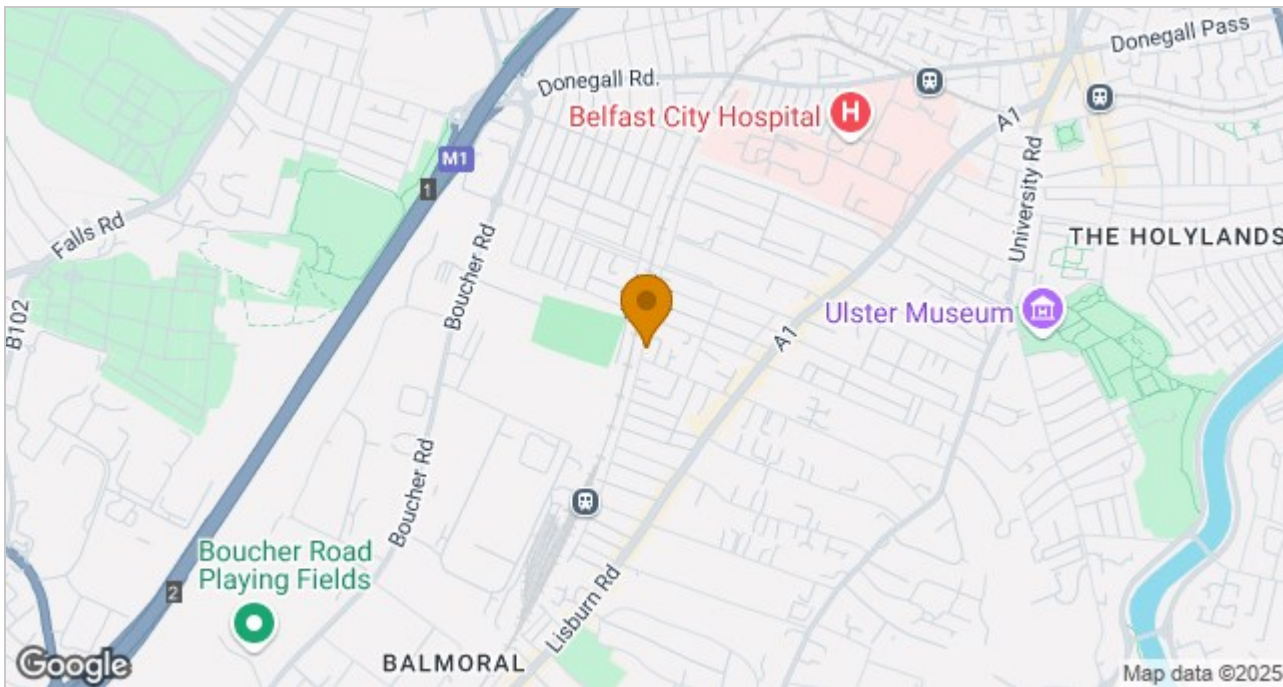 Donegall Pass
Donegall Rd.
Belfast City Hospital
H
A1
M1
1
University Rd
Falls Rd
THE HOLYLANDS
Boucher Rd
Ulster Museum
B102
A1
Boucher Rd
Boucher Road
Playing Fields
2
Lisburn Rd
BALMORAL
Google
Map data ©2025